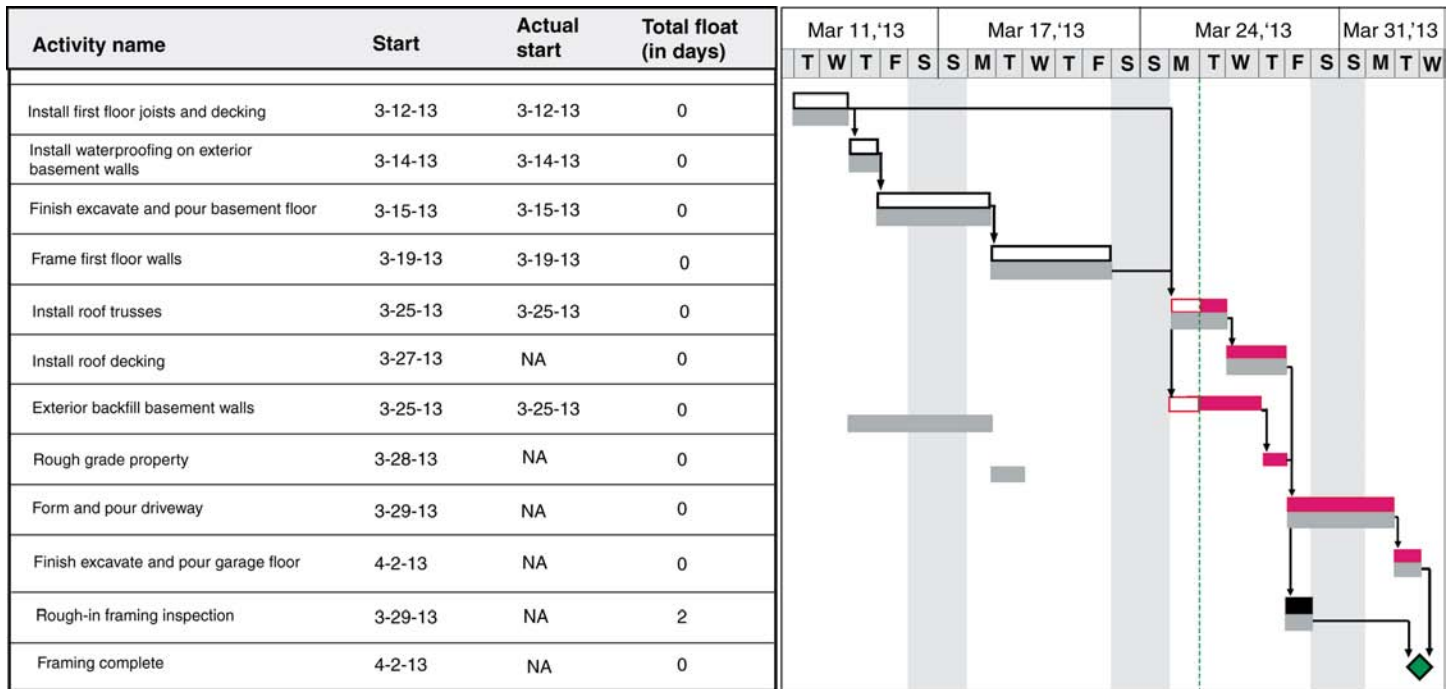 Activity name Start Actual start Total float (in days)
Mar 11,‘13 Mar 17,‘13 Mar 24,‘13 Mar 31,’13
T W T F S S M T W T F S S M T W T F S S M T W
Install first floor joists and decking 3-12-13 3-12-13 0
Install waterproofing on exterior basement walls 3-14-13 3-14-13 0
Finish excavate and pour basement floor 3-15-13 3-15-13 0
Frame first floor walls 3-19-13 3-19-13 0
Install roof trusses 3-25-13 3-25-13 0
Install roof decking 3-27-13 NA 0
Exterior backfill basement walls 3-25-13 3-25-13 0
Rough grade property 3-28-13 NA 0
Form and pour driveway 3-29-13 NA 0
Finish excavate and pour garage floor 4-2-13 NA 0
Rough-in framing inspection 3-29-13 NA 2
Framing complete 4-2-13 NA 0